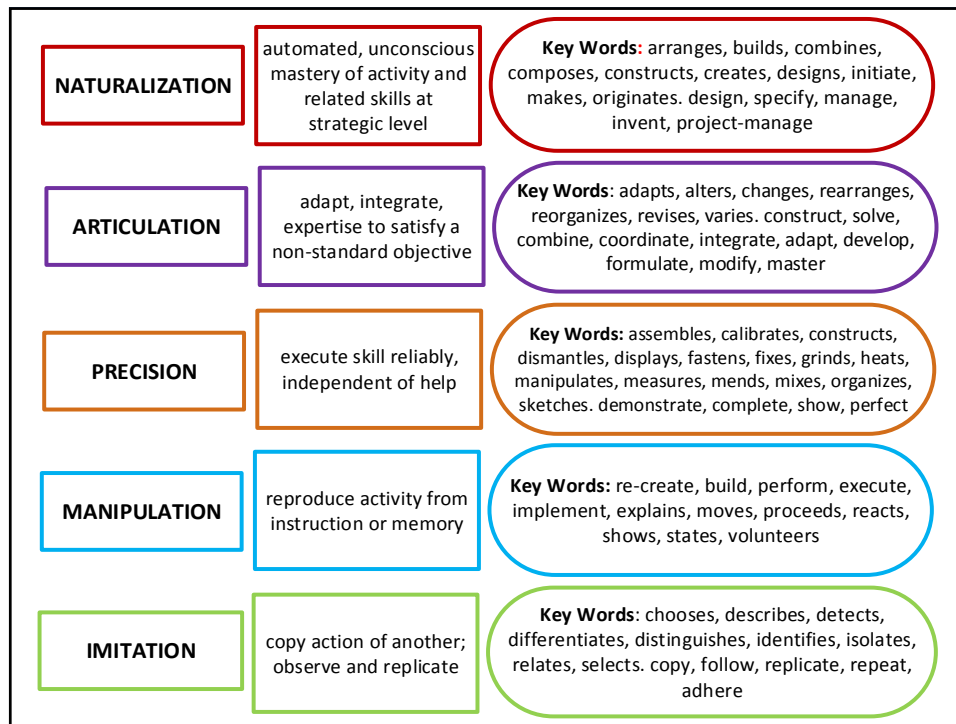 NATURALIZATION
automated, unconscious
mastery of activity and
related skills at
strategic level
Key Words: arranges, builds, combines,
composes, constructs, creates, designs, initiate,
makes, originates. design, specify, manage,
invent, project-manage
ARTICULATION
adapt, integrate,
expertise to satisfy a
non-standard objective
Key Words: adapts, alters, changes, rearranges,
reorganizes, revises, varies. construct, solve,
combine, coordinate, integrate, adapt, develop,
formulate, modify, master
PRECISION
execute skill reliably,
independent of help
Key Words: assembles, calibrates, constructs,
dismantles, displays, fastens, fixes, grinds, heats,
manipulates, measures, mends, mixes, organizes,
sketches. demonstrate, complete, show, perfect
MANIPULATION
reproduce activity from
instruction or memory
Key Words: re-create, build, perform, execute,
implement, explains, moves, proceeds, reacts,
shows, states, volunteers
IMITATION
copy action of another;
observe and replicate
Key Words: chooses, describes, detects,
differentiates, distinguishes, identifies, isolates,
relates, selects. copy, follow, replicate, repeat,
adhere